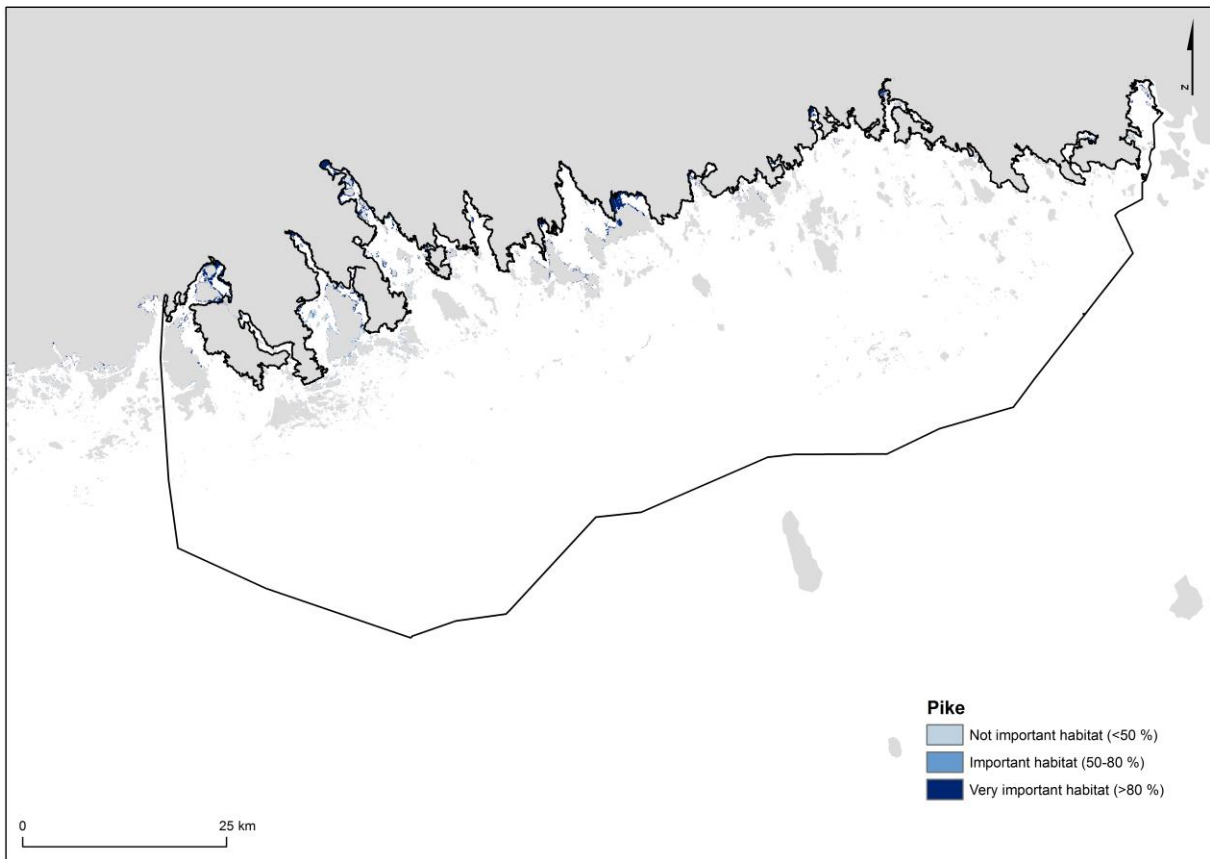 N
Pike
Not important habitat (<50 %)
Important habitat (50-80 %)
Very important habitat (>80 %)
0 25 km